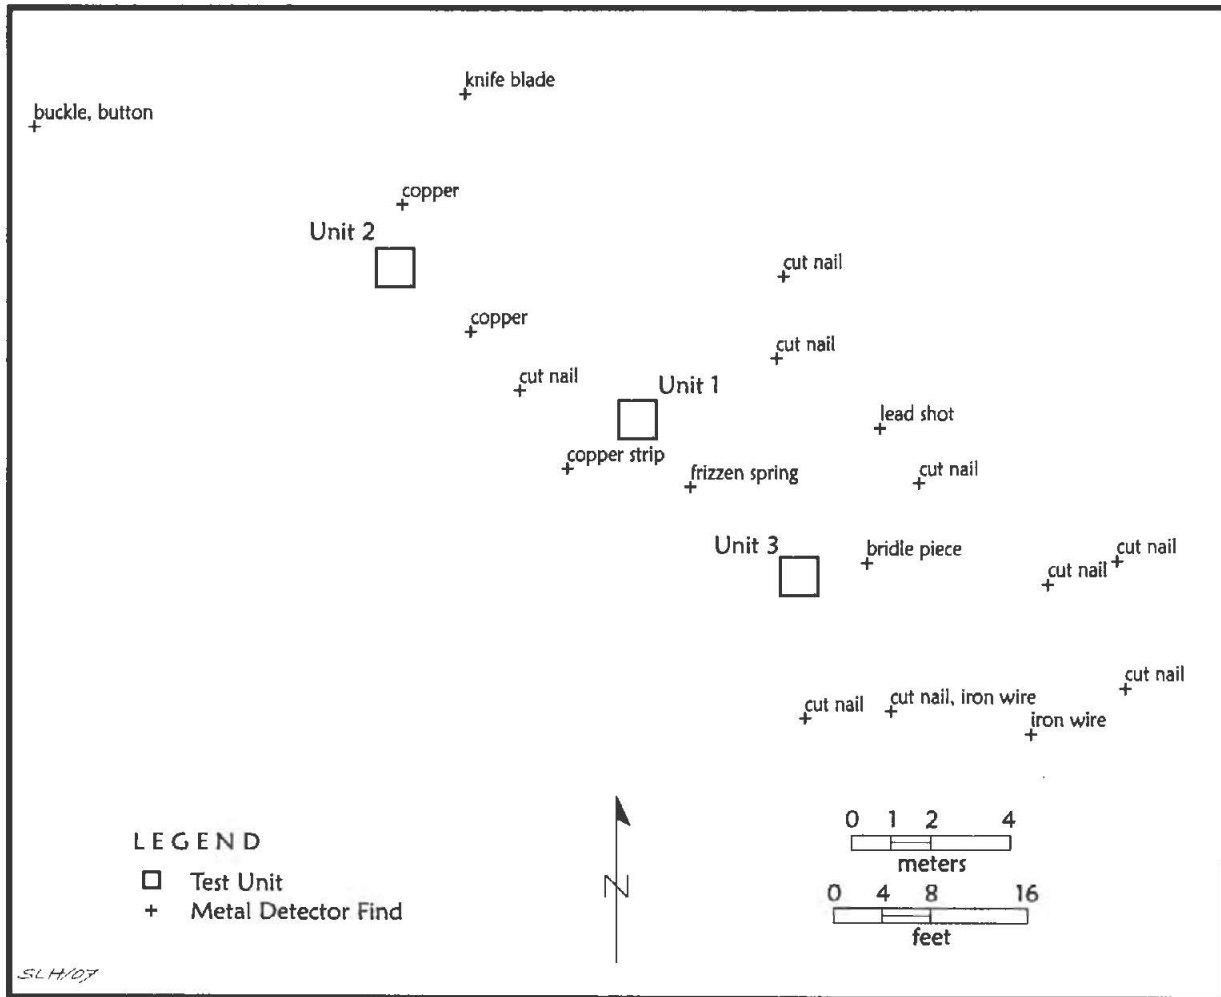 knife blade
buckle, button
copper
Unit 2
cut nail
copper
cut nail
cut nail
Unit 1
lead shot
copper strip
frizzen spring
cut nail
Unit 3
bridle piece
cut nail
cut nail
cut nail
cut nail
cut nail, iron wire
iron wire
LEGEND
Test Unit
+ Metal Detector Find
N
0 1 2 4
meters
0 4 8 16
feet
SLH/07